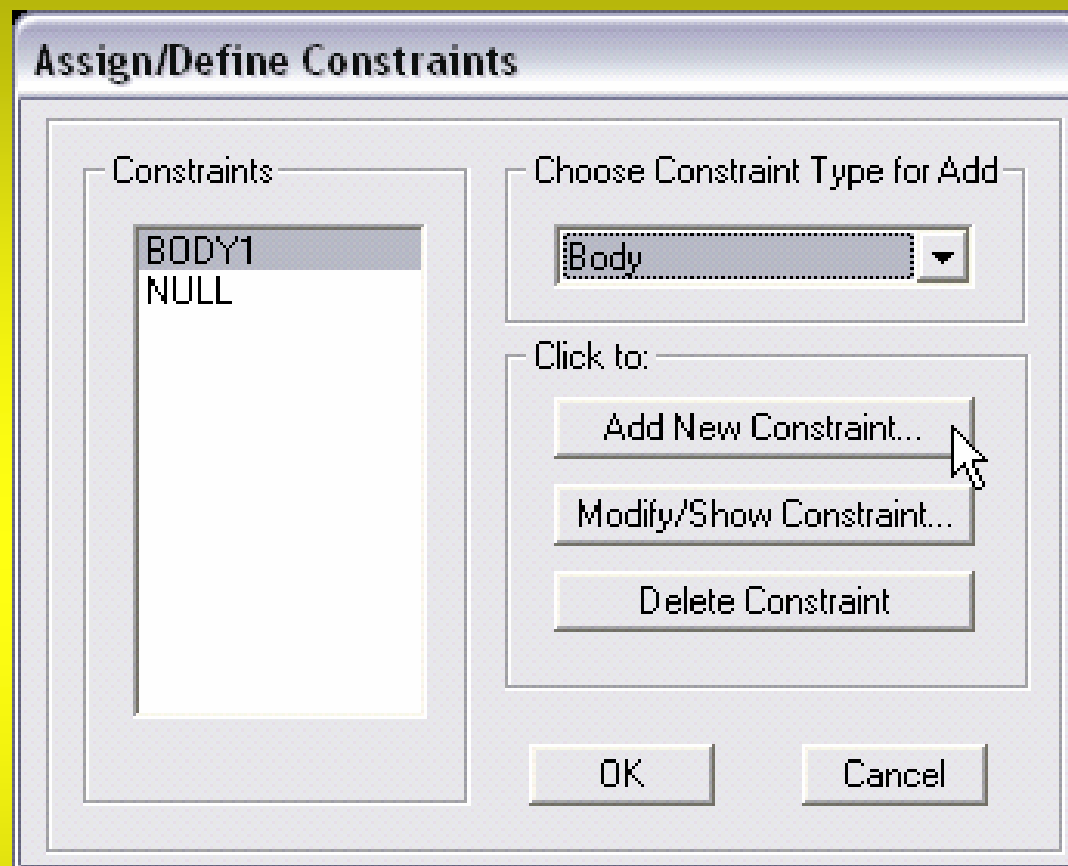 Assign/Define Constraints
Constraints
BODY1
NULL
Choose Constraint Type for Add
Body
Click to:
Add New Constraint...
Modify/Show Constraint...
Delete Constraint
OK
Cancel